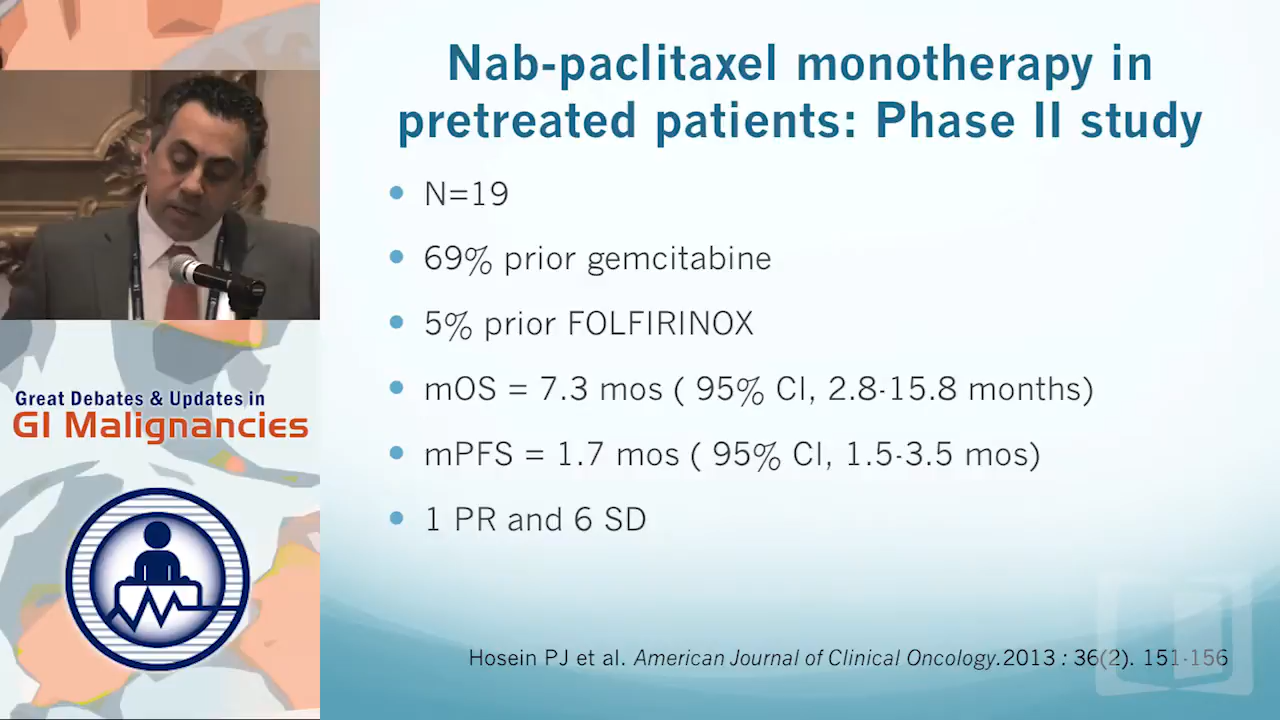 Nab-paclitaxel monotherapy in
pretreated patients: Phase II study
• N=19
• 69% prior gemcitabine
• 5% prior FOLFIRINOX
• mOS = 7.3 mos ( 95% CI, 2.8-15.8 months)
• mPFS = 1.7 mos ( 95% CI, 1.5-3.5 mos)
• 1 PR and 6 SD
Hosein PJ et al. American Journal of Clinical Oncology.2013 : 36(2). 151-156
Great Debates & Updates in
GI Malignancies